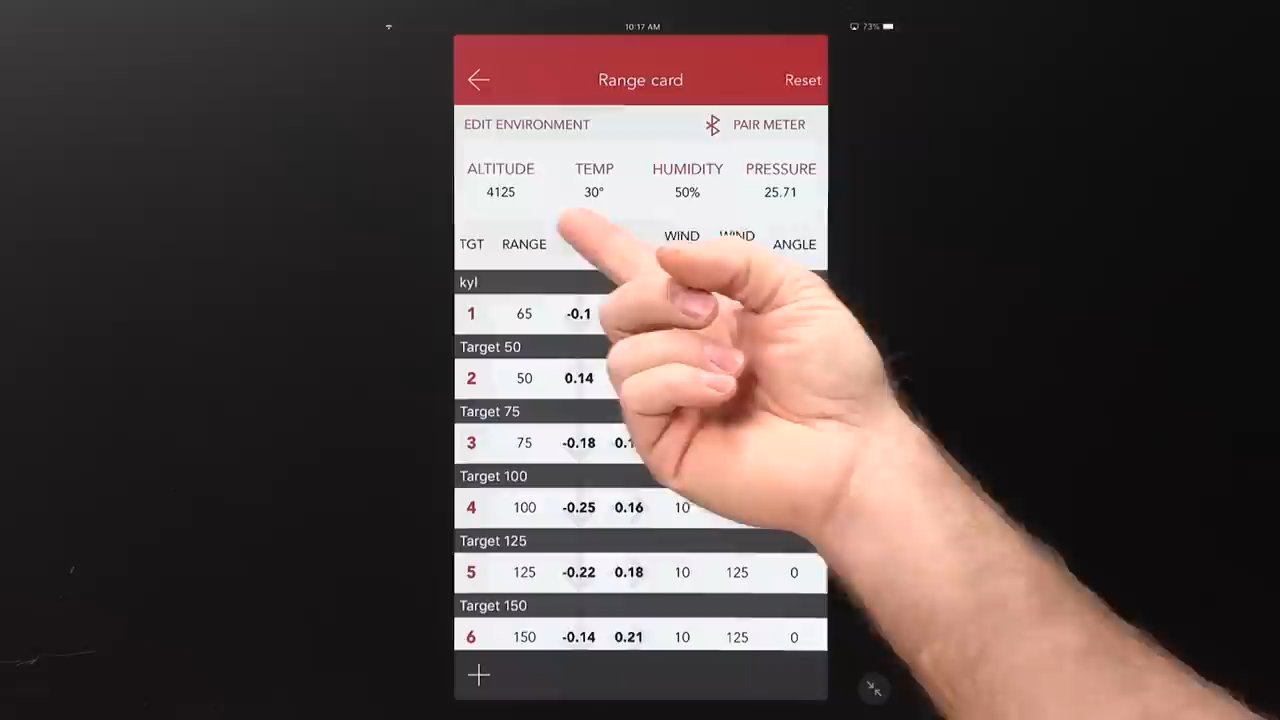 10:17 AM
73%
Range card
Reset
EDIT ENVIRONMENT
PAIR METER
ALTITUDE TEMP HUMIDITY PRESSURE
4125 30° 50% 25.71
TGT RANGE WIND WIND ANGLE
kyl
1 65 -0.1
Target 50
2 50 0.14
Target 75
3 75 -0.18
Target 100
4 100 -0.25 0.16 10
Target 125
5 125 -0.22 0.18 10 125 0
Target 150
6 150 -0.14 0.21 10 125 0